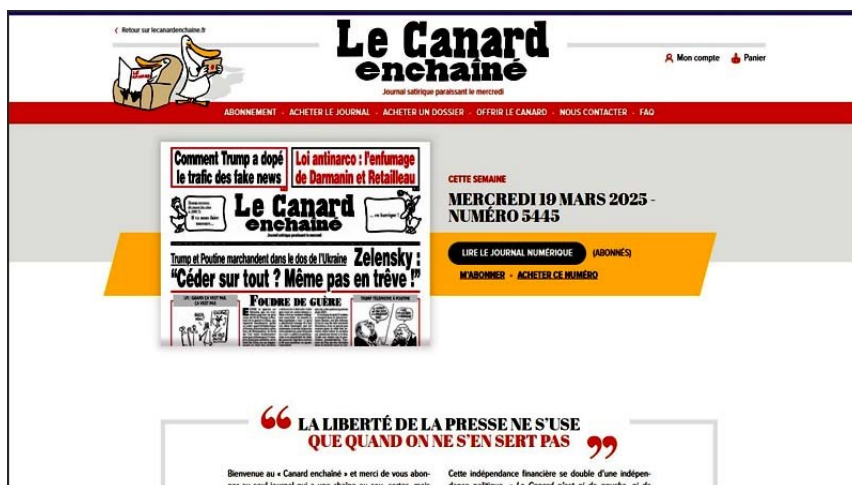 Retour sur lecanardenchaine.fr
Le Canard
enchaîné
Journal satirique paraissant le mercredi
Mon compte
Panier
ABONNEMENT - ACHETER LE JOURNAL - ACHETER UN DOSSIER - OFFRIR LE CANARD - NOUS CONTACTER - FAQ
Comment Trump a dopé
le trafic des fake news
Loi antinarco : l'enfumage
de Darmanin et Retailleau
Le Canard
enchaîné
Journal satirique paraissant le mercredi
Trump et Poutine marchandent dans le dos de l'Ukraine
Zelensky :
"Céder sur tout ? Même pas en trêve !"
FOUDRE DE GUÈRE
CETTE SEMAINE
MERCREDI 19 MARS 2025 -
NUMÉRO 5445
LIRE LE JOURNAL NUMÉRIQUE (ABONNÉS)
M'ABONNER - ACHETER CE NUMÉRO
“ LA LIBERTÉ DE LA PRESSE NE S'USE
QUE QUAND ON NE S'EN SERT PAS ”
Bienvenue au « Canard enchaîné » et merci de vous abon-
Cette indépendance financière se double d'une indépen-